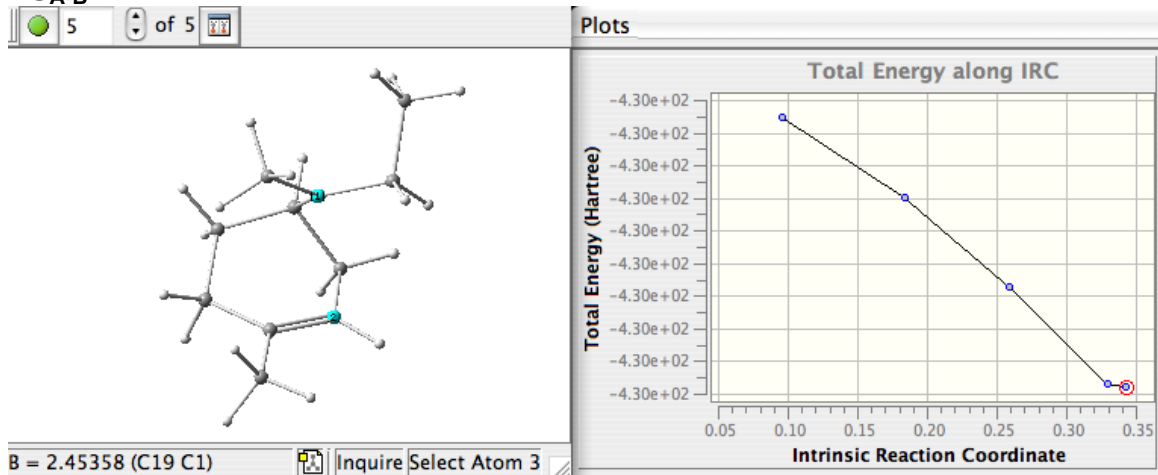 A B
5 of 5
Plots
Total Energy along IRC
Total Energy (Hartree)
-4.30e+02
-4.30e+02
-4.30e+02
-4.30e+02
-4.30e+02
-4.30e+02
-4.30e+02
-4.30e+02
-4.30e+02
-4.30e+02
0.05 0.10 0.15 0.20 0.25 0.30 0.35
Intrinsic Reaction Coordinate
1
2
B = 2.45358 (C19 C1) Inquire Select Atom 3